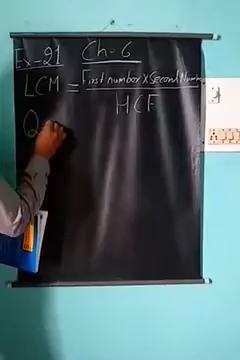 Ex-21 Ch-6
LCM = First number x Second Number
HCF
Q